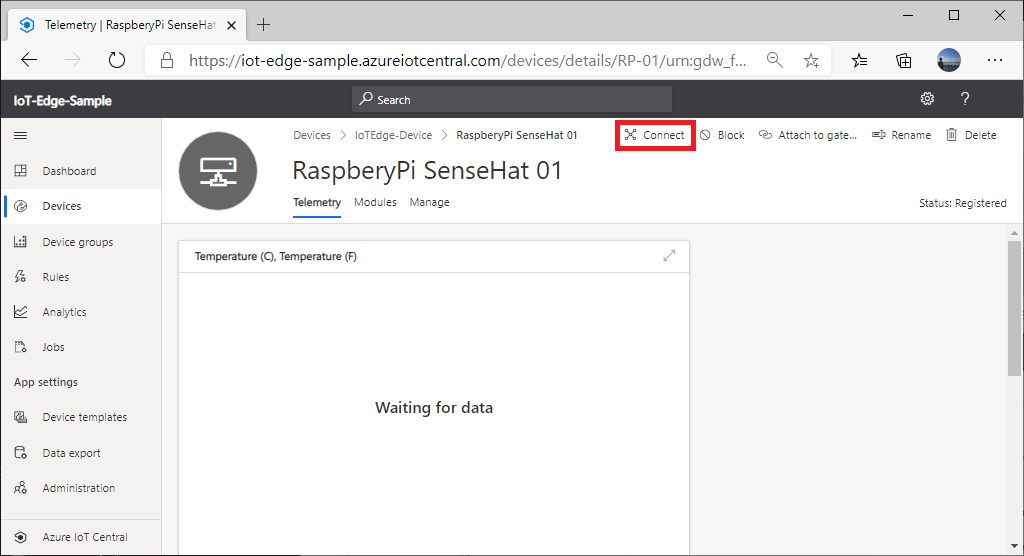 Telemetry | RaspberyPi SenseHat
https://iot-edge-sample.azureiotcentral.com/devices/details/RP-01/urn:gdw_f...
IoT-Edge-Sample
Search
?
Devices > IoTEdge-Device > RaspberyPi SenseHat 01
Connect
Block
Attach to gate...
Rename
Delete
RaspberyPi SenseHat 01
Telemetry
Modules
Manage
Status: Registered
Dashboard
Devices
Device groups
Rules
Analytics
Jobs
App settings
Device templates
Data export
Administration
Azure IoT Central
Temperature (C), Temperature (F)
Waiting for data